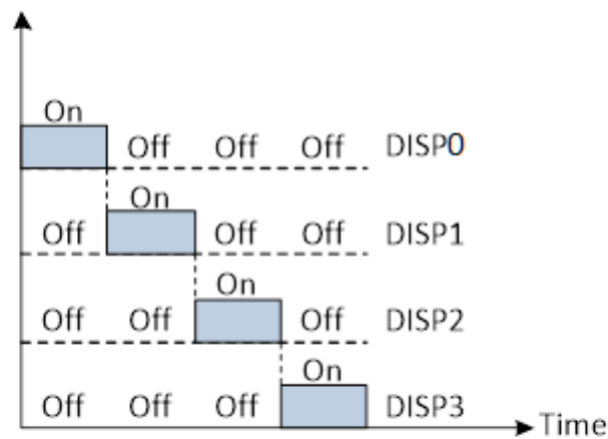 On
Off Off Off DISP0
On
Off Off Off DISP1
On
Off Off Off DISP2
On
Off Off Off DISP3
Time